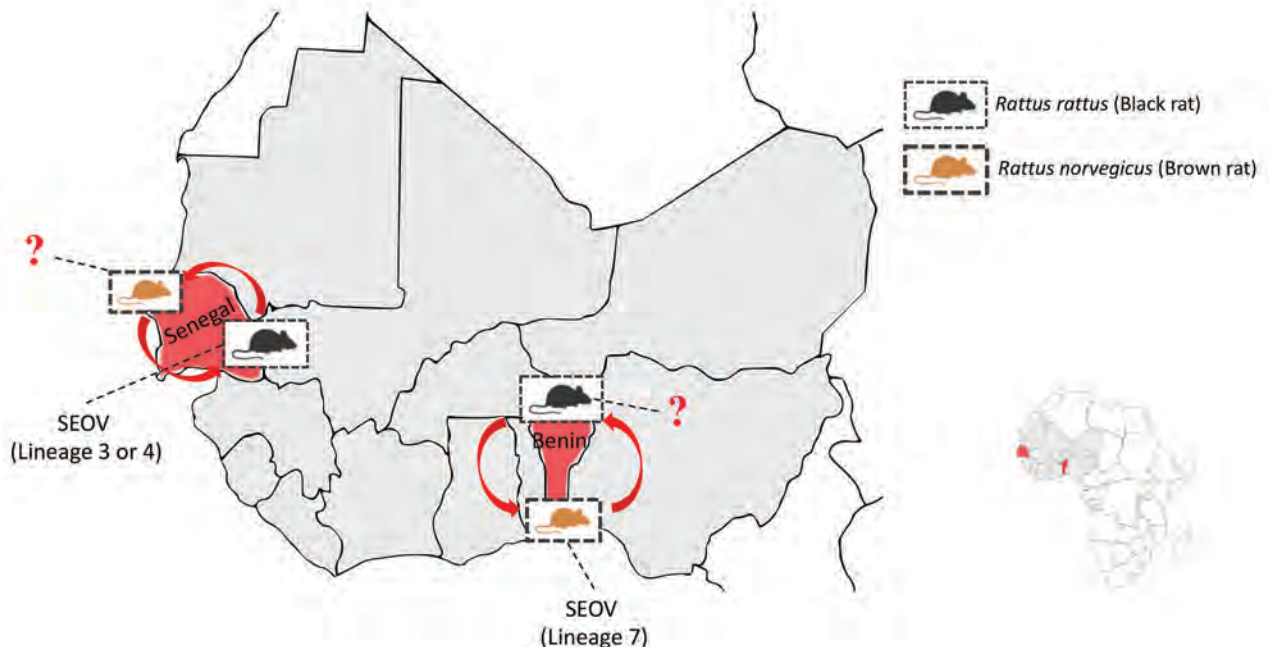 Rattus rattus (Black rat)
Rattus norvegicus (Brown rat)
?
Senegal
SEOV
(Lineage 3 or 4)
?
Benin
SEOV
(Lineage 7)